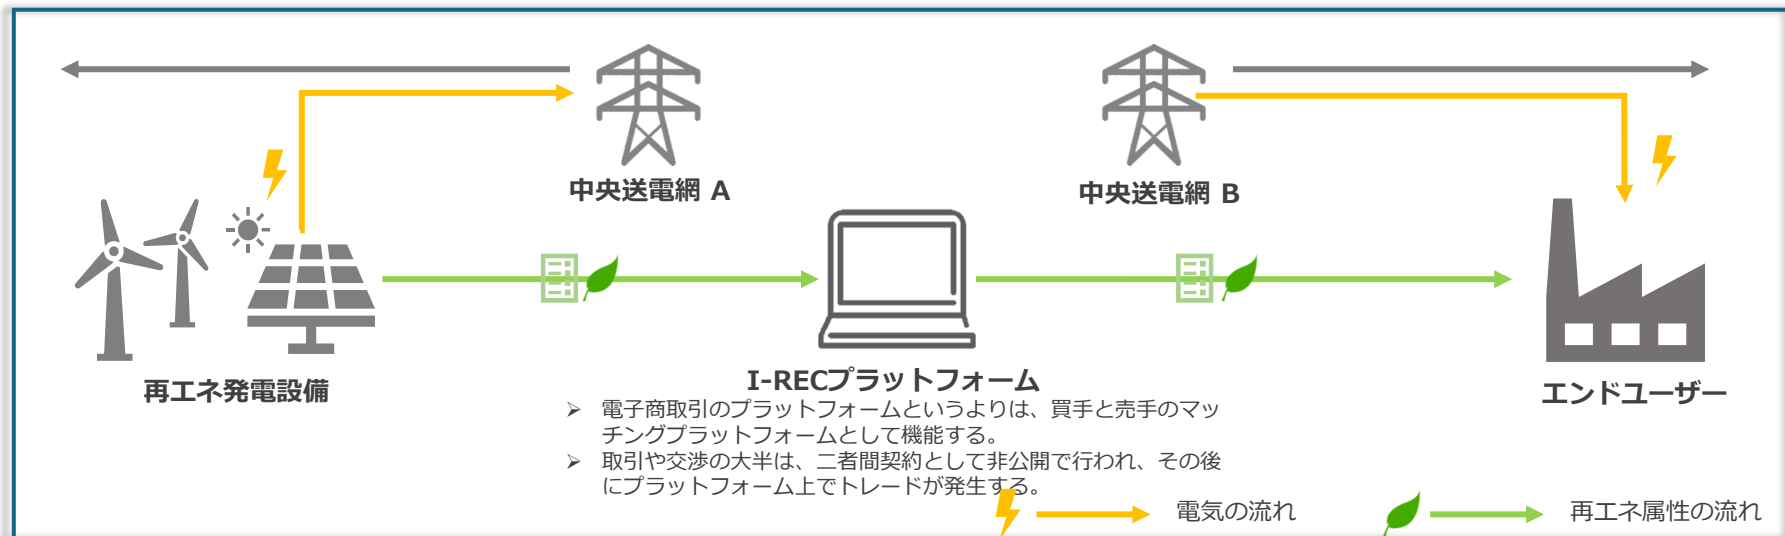 中央送電網 A
中央送電網 B
再エネ発電設備
I-RECプラットフォーム
エンドユーザー
➢ 電子商取引のプラットフォームというよりは、買手と売手のマッ
チングプラットフォームとして機能する。
➢ 取引や交渉の大半は、二者間契約として非公開で行われ、その後
にプラットフォーム上でトレードが発生する。
電気の流れ
再エネ属性の流れ